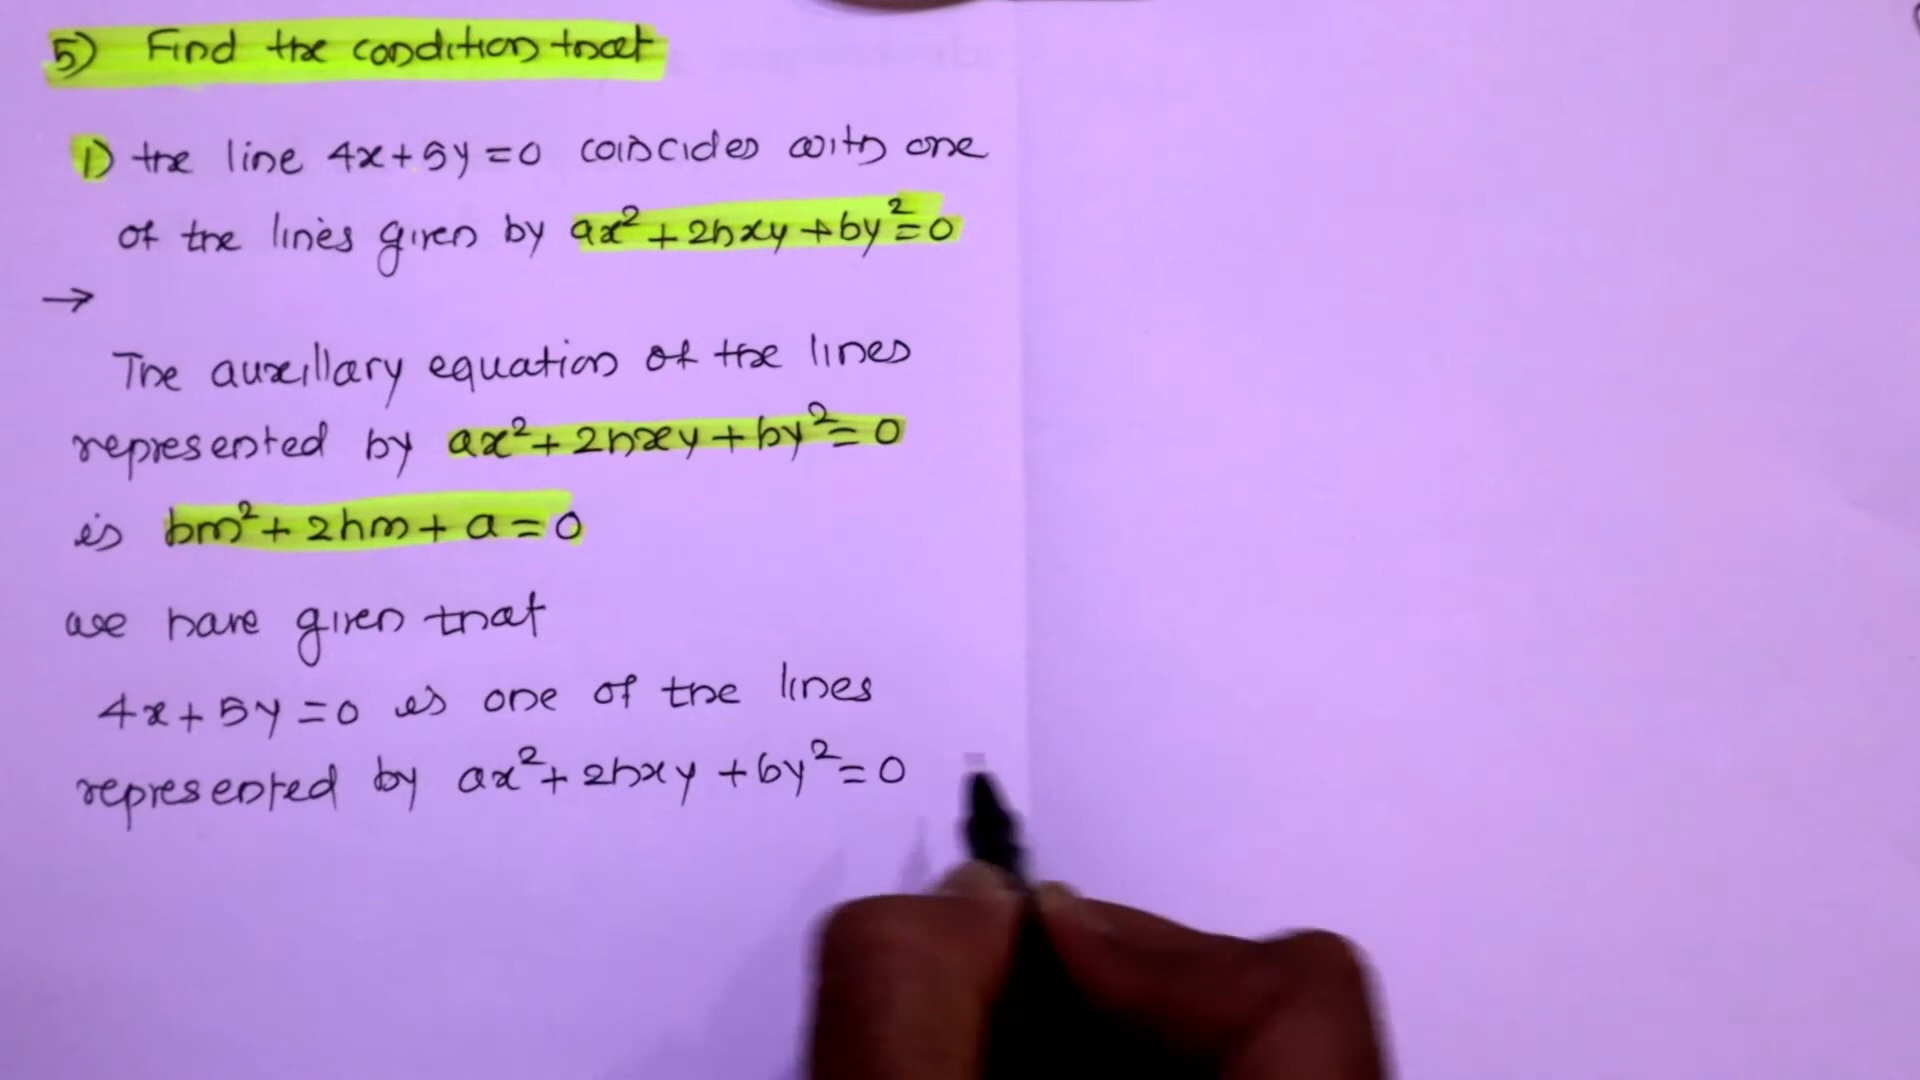 5) Find the condition that
1) the line 4x+5y=0 coincides with one
of the lines given by ax²+2hxy+by²=0
→
The auxillary equation of the lines
represented by ax²+2hxy+by²=0
is bm²+2hm+a=0
we have given that
4x+5y=0 is one of the lines
represented by ax²+2hxy+by²=0